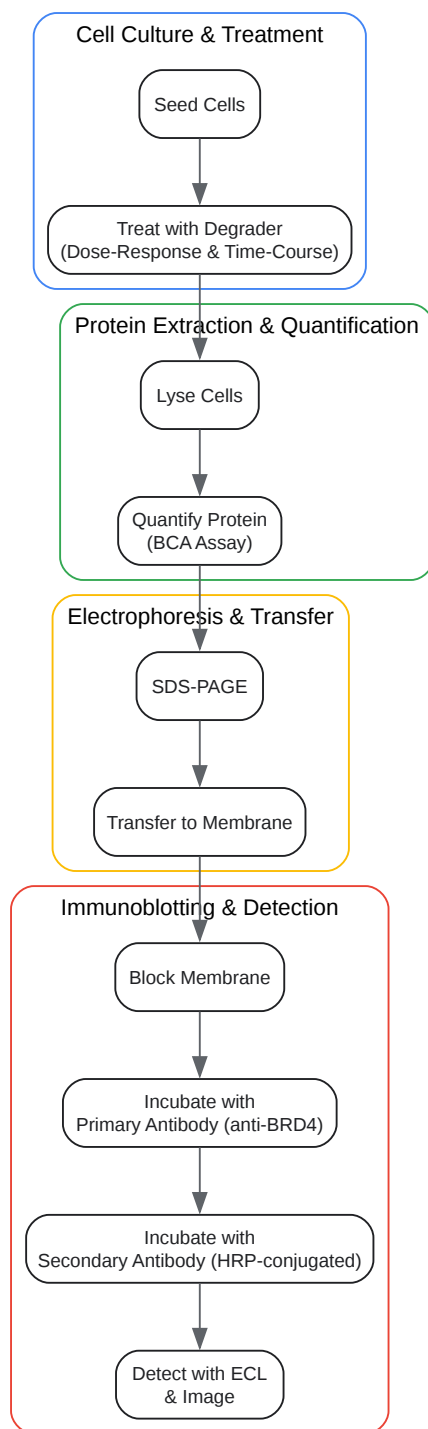 Cell Culture & Treatment
Seed Cells
Treat with Degrader
(Dose-Response & Time-Course)
Protein Extraction & Quantification
Lyse Cells
Quantify Protein
(BCA Assay)
Electrophoresis & Transfer
SDS-PAGE
Transfer to Membrane
Immunoblotting & Detection
Block Membrane
Incubate with
Primary Antibody (anti-BRD4)
Incubate with
Secondary Antibody (HRP-conjugated)
Detect with ECL
& Image